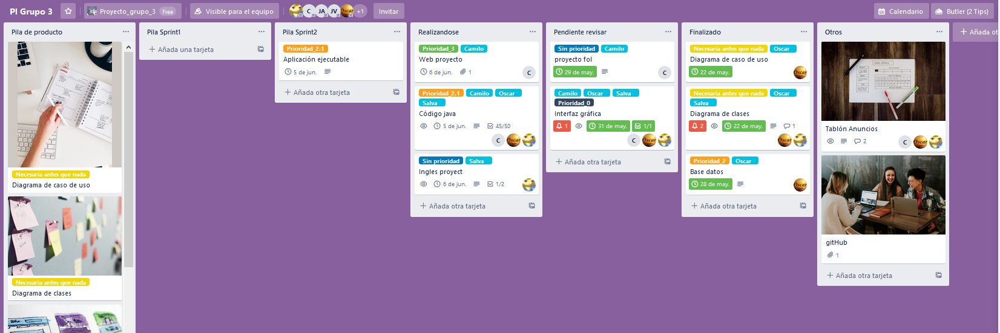 PI Grupo 3
Proyecto_grupo_3 Free
Visible para el equipo
C JA JV Oscar +1
Invitar
Calendario
Butler (2 Tips)
Pila de producto
Necesaria antes que nada
Diagrama de caso de uso
Necesaria antes que nada
Diagrama de clases
Pila Sprint1
+ Añada una tarjeta
Pila Sprint2
Prioridad_2.1
Aplicación ejecutable
5 de jun.
+ Añada otra tarjeta
Realizandose
Prioridad_3 Camilo
Web proyecto
6 de jun. 1
C
Prioridad_2.1 Camilo Oscar
Salva
Código java
5 de jun. 45/50
C Oscar
Sin prioridad Salva
Ingles proyect
6 de jun. 1/2
+ Añada otra tarjeta
Pendiente revisar
Sin prioridad Camilo
proyecto fol
29 de may.
C
Camilo Oscar Salva
Prioridad_0
Interfaz gráfica
1 31 de may. 1/1
C Oscar
+ Añada otra tarjeta
Finalizado
Necesaria antes que nada Oscar
Diagrama de caso de uso
22 de may.
Oscar
Necesaria antes que nada Oscar
Salva
Diagrama de clases
2 22 de may. 1
Oscar
Prioridad_2 Oscar
Base datos
28 de may.
Oscar
+ Añada otra tarjeta
Otros
Tablón Anuncios
2
C Oscar
gitHub
1
+ Añada otra tarjeta
+ Añada ot